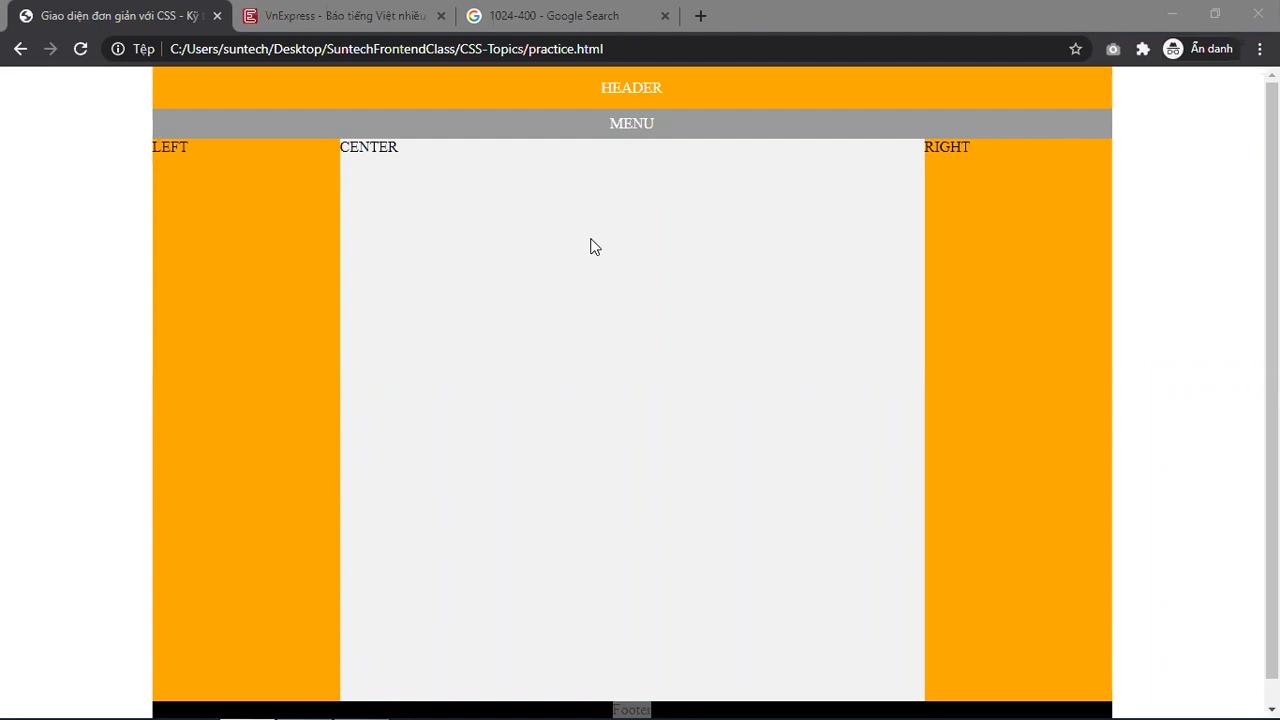 Giao diện đơn giản với CSS - Kỹ t
VnExpress - Báo tiếng Việt nhiều
1024-400 - Google Search
Tệp
C:/Users/suntech/Desktop/SuntechFrontendClass/CSS-Topics/practice.html
Ẩn danh
HEADER
MENU
LEFT
CENTER
RIGHT
Footer